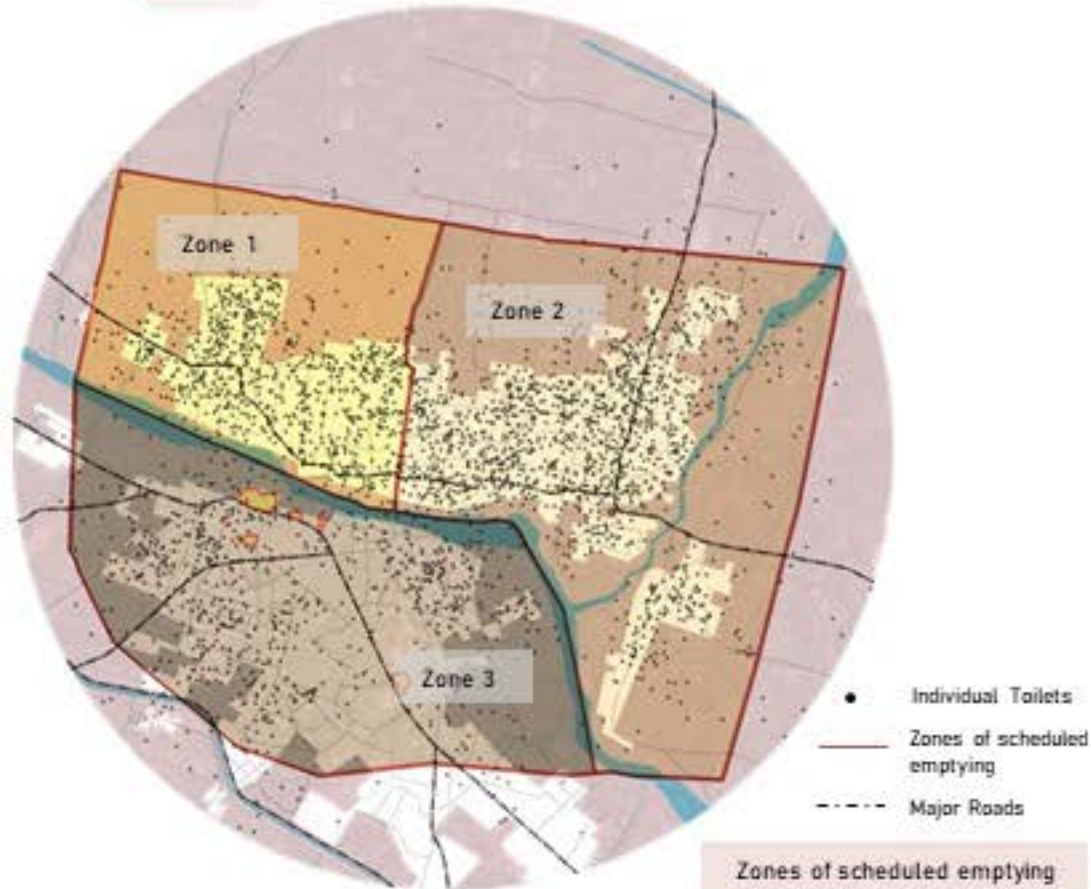 Zone 1
Zone 2
Zone 3
Individual Toilets
Zones of scheduled
emptying
Major Roads
Zones of scheduled emptying